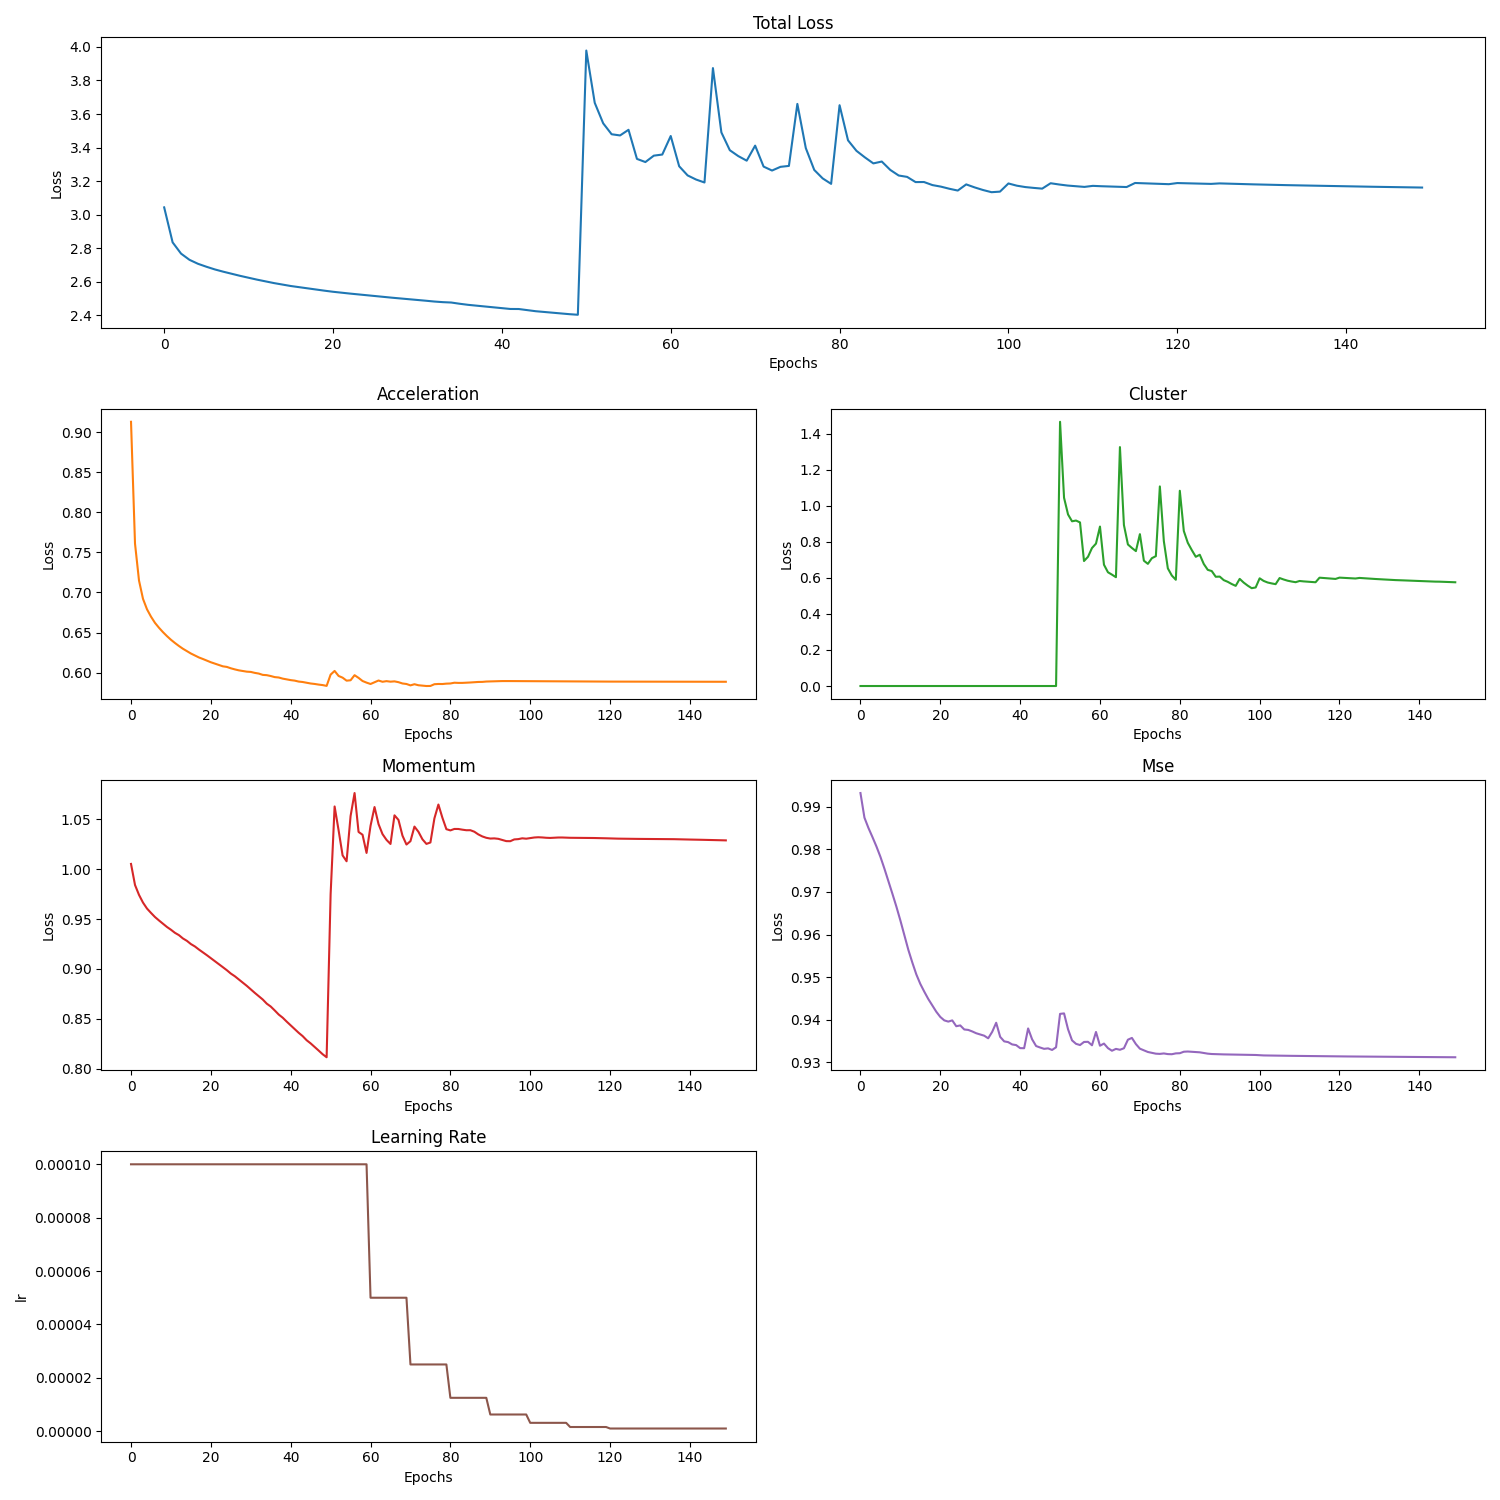 Total Loss
4.0
3.8
3.6
3.4
3.2
3.0
2.8
2.6
2.4
Loss
0 20 40 60 80 100 120 140
Epochs
Acceleration
0.90
0.85
0.80
0.75
0.70
0.65
0.60
Loss
0 20 40 60 80 100 120 140
Epochs
Cluster
1.4
1.2
1.0
0.8
0.6
0.4
0.2
0.0
Loss
0 20 40 60 80 100 120 140
Epochs
Momentum
1.05
1.00
0.95
0.90
0.85
0.80
Loss
0 20 40 60 80 100 120 140
Epochs
Mse
0.99
0.98
0.97
0.96
0.95
0.94
0.93
Loss
0 20 40 60 80 100 120 140
Epochs
Learning Rate
0.00010
0.00008
0.00006
0.00004
0.00002
0.00000
lr
0 20 40 60 80 100 120 140
Epochs